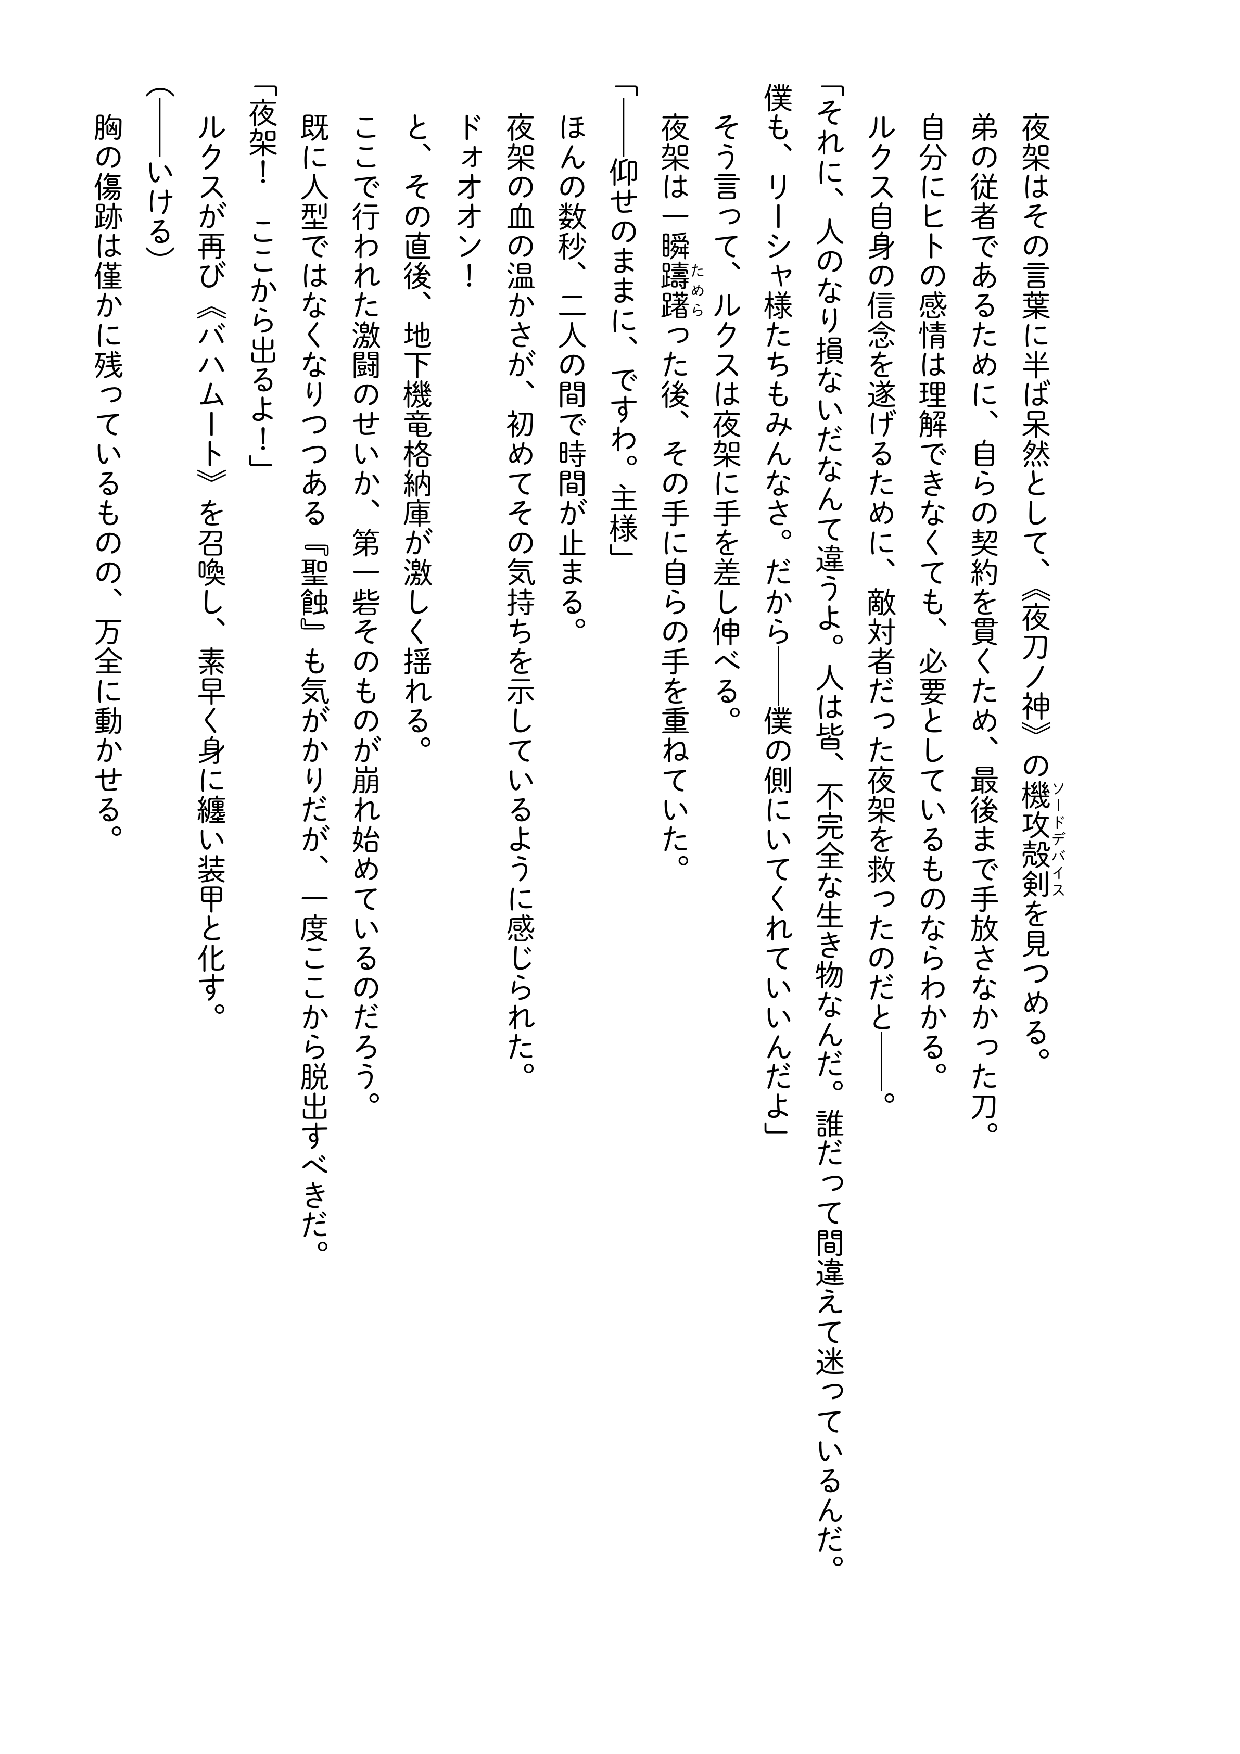 夜架はその言葉に半ば呆然として、《夜刀ノ神》の機攻殻剣ソードデバイスを見つめる。
弟の従者であるために、自らの契約を貫くため、最後まで手放さなかった刀。
自分にヒトの感情は理解できなくても、必要としているものならわかる。
ルクス自身の信念を遂げるために、敵対者だった夜架を救ったのだと――。
「それに、人のなり損ないだなんて違うよ。人は皆、不完全な生き物なんだ。誰だって間違えて迷っているんだ。
僕も、リーシャ様たちもみんなさ。だから――僕の側にいてくれていいんだよ」
そう言って、ルクスは夜架に手を差し伸べる。
夜架は一瞬躊躇ためらった後、その手に自らの手を重ねていた。
「――仰せのままに、ですわ。主様」
ほんの数秒、二人の間で時間が止まる。
夜架の血の温かさが、初めてその気持ちを示しているように感じられた。
ドォオオン！
と、その直後、地下機竜格納庫が激しく揺れる。
ここで行われた激闘のせいか、第一砦そのものが崩れ始めているのだろう。
既に人型ではなくなりつつある『聖蝕』も気がかりだが、一度ここから脱出すべきだ。
「夜架！　ここから出るよ！」
ルクスが再び《バハムート》を召喚し、素早く身に纏い装甲と化す。
（――いける）
胸の傷跡は僅かに残っているものの、万全に動かせる。